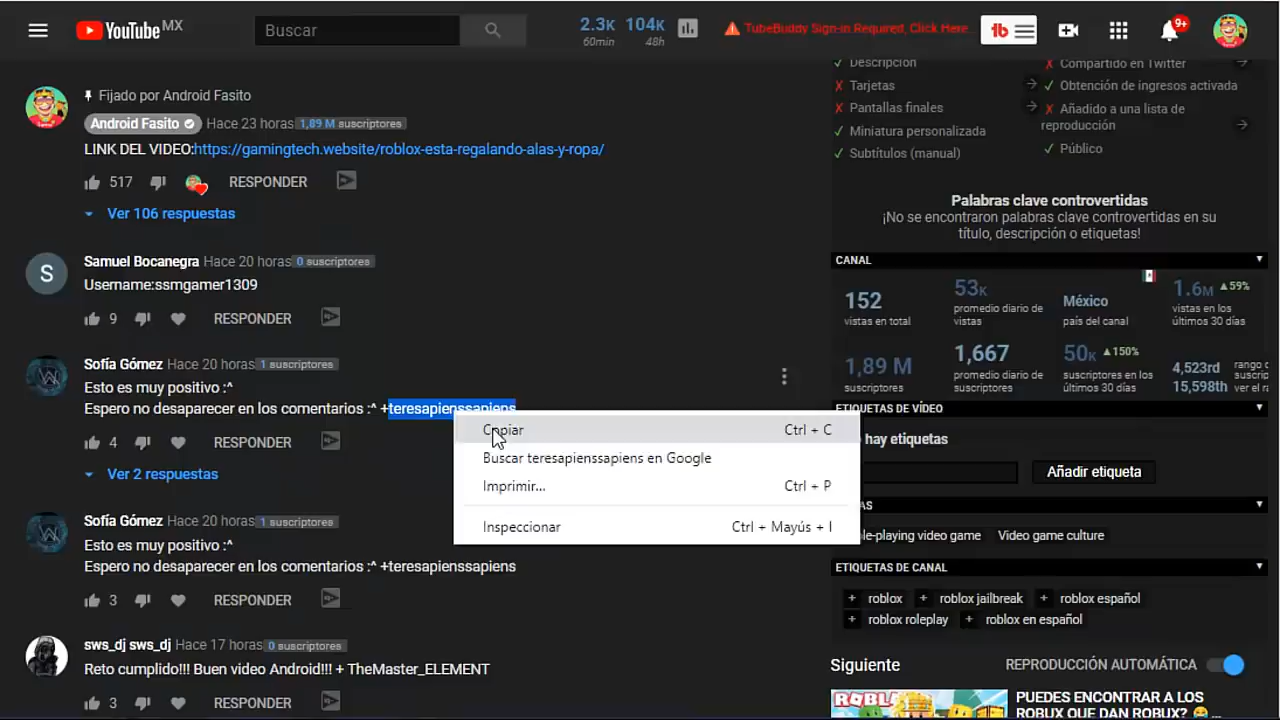 YouTube MX
Buscar
2.3K 60min
104K 48h
TubeBuddy Sign-in Required, Click Here
tb
9+
Fijado por Android Fasito
Android Fasito Hace 23 horas 1,89 M suscriptores
LINK DEL VIDEO:https://gamingtech.website/roblox-esta-regalando-alas-y-ropa/
517 RESPONDER
Ver 106 respuestas
S
Samuel Bocanegra Hace 20 horas 0 suscriptores
Username:ssmgamer1309
9 RESPONDER
Sofía Gómez Hace 20 horas 1 suscriptores
Esto es muy positivo :^
Espero no desaparecer en los comentarios :^ +teresapienssapiens
4 RESPONDER
Ver 2 respuestas
Copiar Ctrl + C
Buscar teresapienssapiens en Google
Imprimir... Ctrl + P
Inspeccionar Ctrl + Mayús + I
Sofía Gómez Hace 20 horas 1 suscriptores
Esto es muy positivo :^
Espero no desaparecer en los comentarios :^ +teresapienssapiens
3 RESPONDER
sws_dj sws_dj Hace 17 horas 0 suscriptores
Reto cumplido!!! Buen video Android!!! + TheMaster_ELEMENT
3 RESPONDER
Descripción
Tarjetas
Pantallas finales
Miniatura personalizada
Subtítulos (manual)
Compartido en Twitter
Obtención de ingresos activada
Añadido a una lista de
reproducción
Público
Palabras clave controvertidas
¡No se encontraron palabras clave controvertidas en su
título, descripción o etiquetas!
CANAL
152
vistas en total
53K
promedio diario de
vistas
México
país del canal
1.6M ▲59%
vistas en los
últimos 30 días
1,89 M
suscriptores
1,667
promedio diario de
suscriptores
50K ▲150%
suscriptores en los
últimos 30 días
4,523rd rango
15,598th ver el
ETIQUETAS DE VÍDEO
hay etiquetas
Añadir etiqueta
AS
le-playing video game Video game culture
ETIQUETAS DE CANAL
+ roblox + roblox jailbreak + roblox español
+ roblox roleplay + roblox en español
Siguiente REPRODUCCIÓN AUTOMÁTICA
ROBL
PUEDES ENCONTRAR A LOS
ROBUX QUE DAN ROBUX?